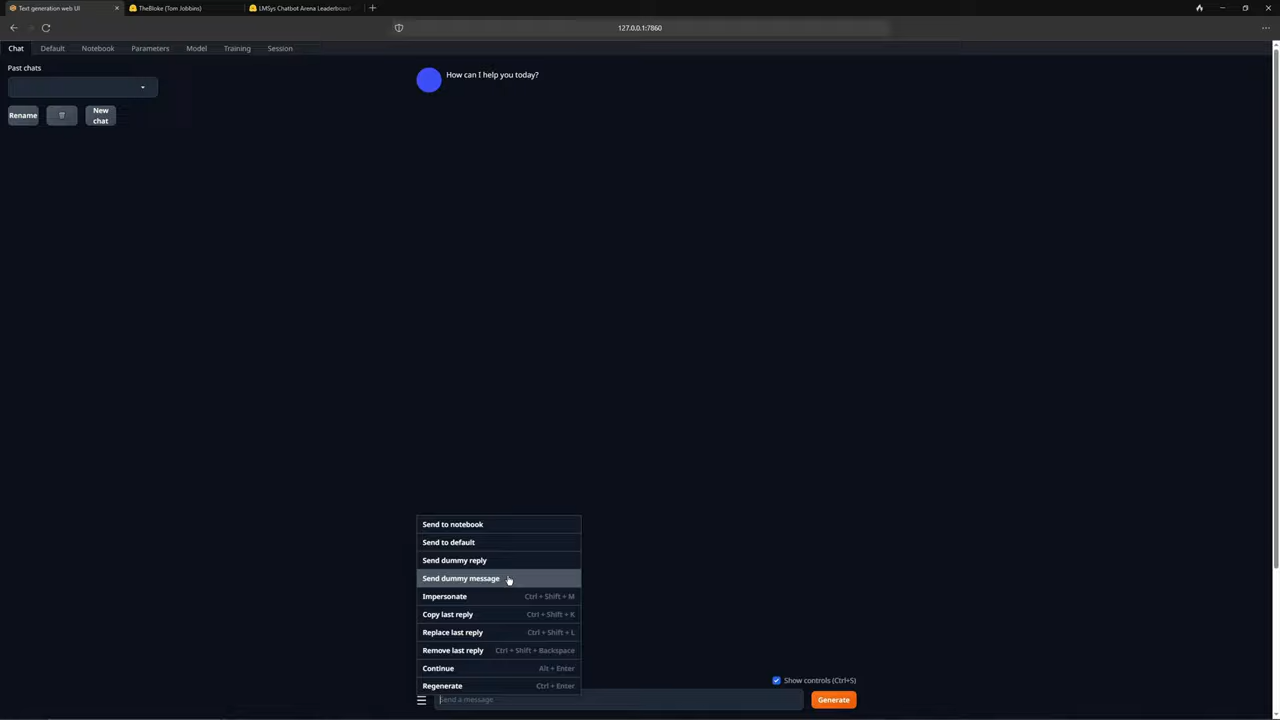 Text generation web UI
TheBloke (Tom Jobbins)
LMSys Chatbot Arena Leaderboard
127.0.0.1:7860
Chat Default Notebook Parameters Model Training Session
Past chats
Rename
New chat
How can I help you today?
Send to notebook
Send to default
Send dummy reply
Send dummy message
Impersonate Ctrl + Shift + M
Copy last reply Ctrl + Shift + K
Replace last reply Ctrl + Shift + L
Remove last reply Ctrl + Shift + Backspace
Continue Alt + Enter
Regenerate Ctrl + Enter
Show controls (Ctrl+S)
Send a message
Generate